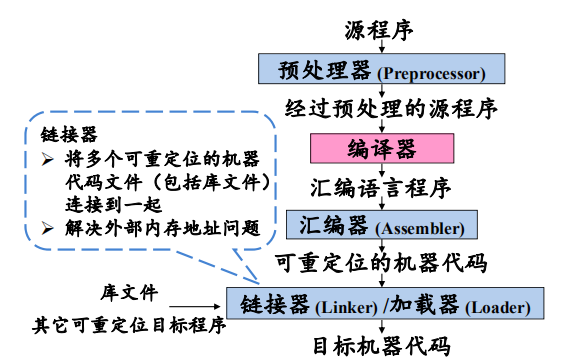 源程序
预处理器 (Preprocessor)
经过预处理的源程序
编译器
汇编语言程序
汇编器 (Assembler)
可重定位的机器代码
链接器
➢ 将多个可重定位的机器
代码文件（包括库文件）
连接到一起
➢ 解决外部内存地址问题
库文件
其它可重定位目标程序
链接器 (Linker) /加载器 (Loader)
目标机器代码